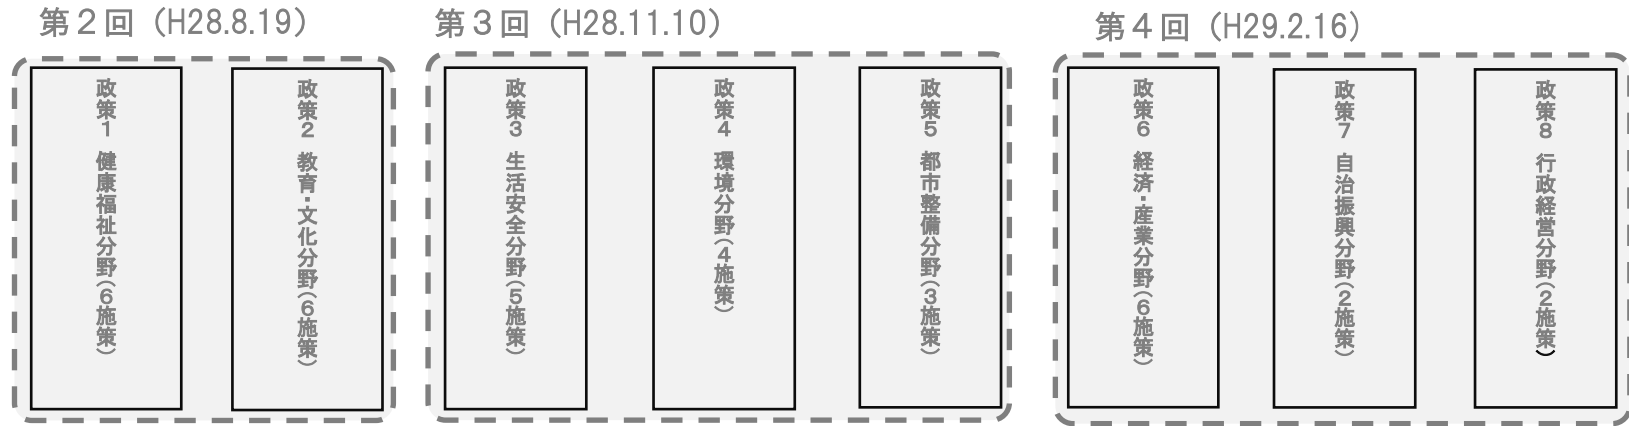 第２回（H28.8.19）
政策１　健康福祉分野（６施策）
政策２　教育・文化分野（６施策）
第３回（H28.11.10）
政策３　生活安全分野（５施策）
政策４　環境分野（４施策）
政策５　都市整備分野（３施策）
第４回（H29.2.16）
政策６　経済・産業分野（６施策）
政策７　自治振興分野（２施策）
政策８　行政経営分野（２施策）